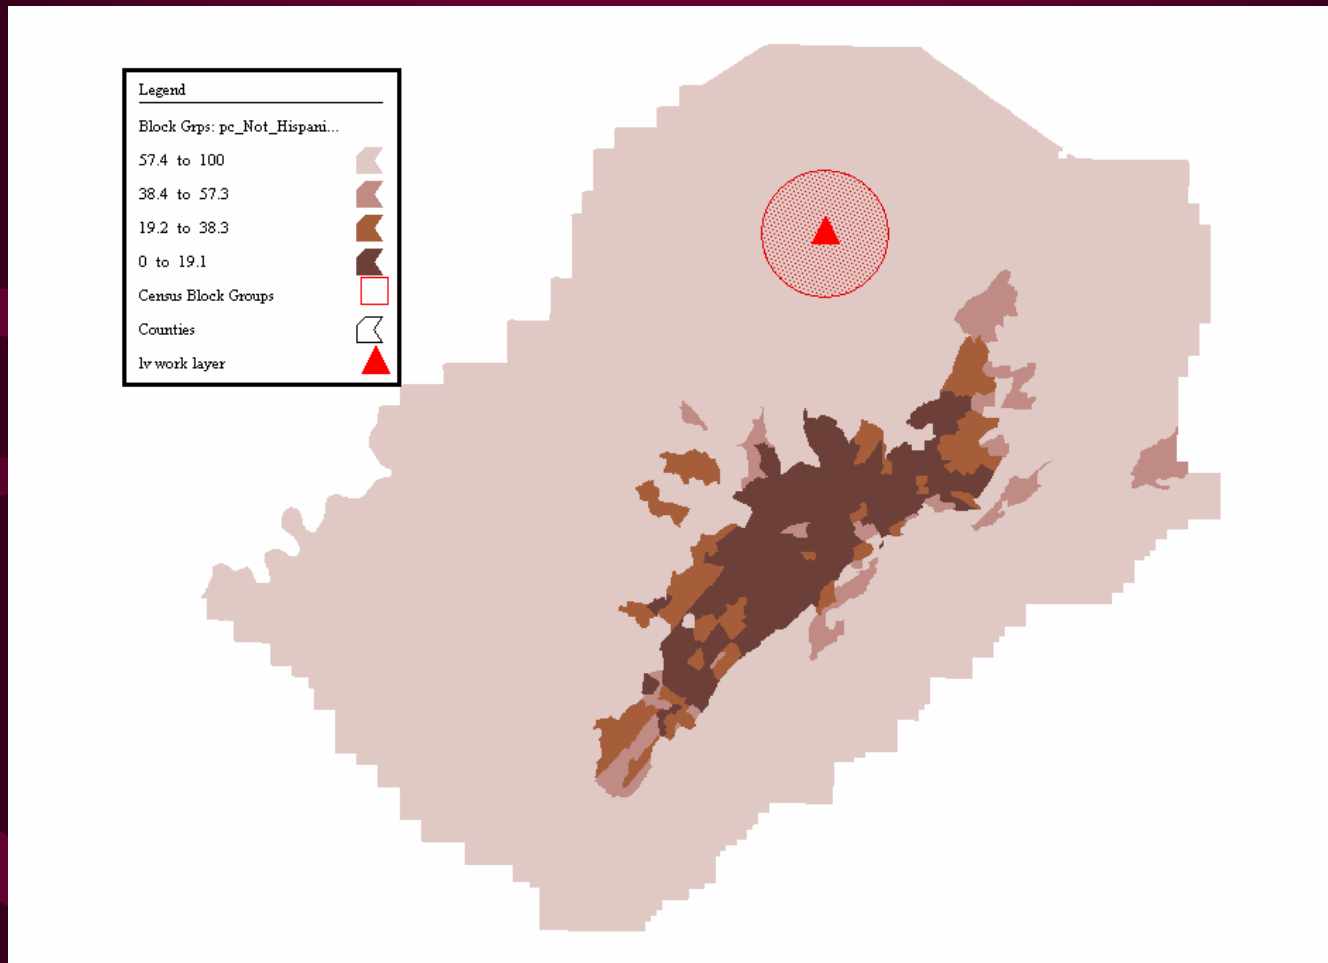 Legend
Block Grps: pc_Not_Hispani...
57.4 to 100
38.4 to 57.3
19.2 to 38.3
0 to 19.1
Census Block Groups
Counties
lv work layer